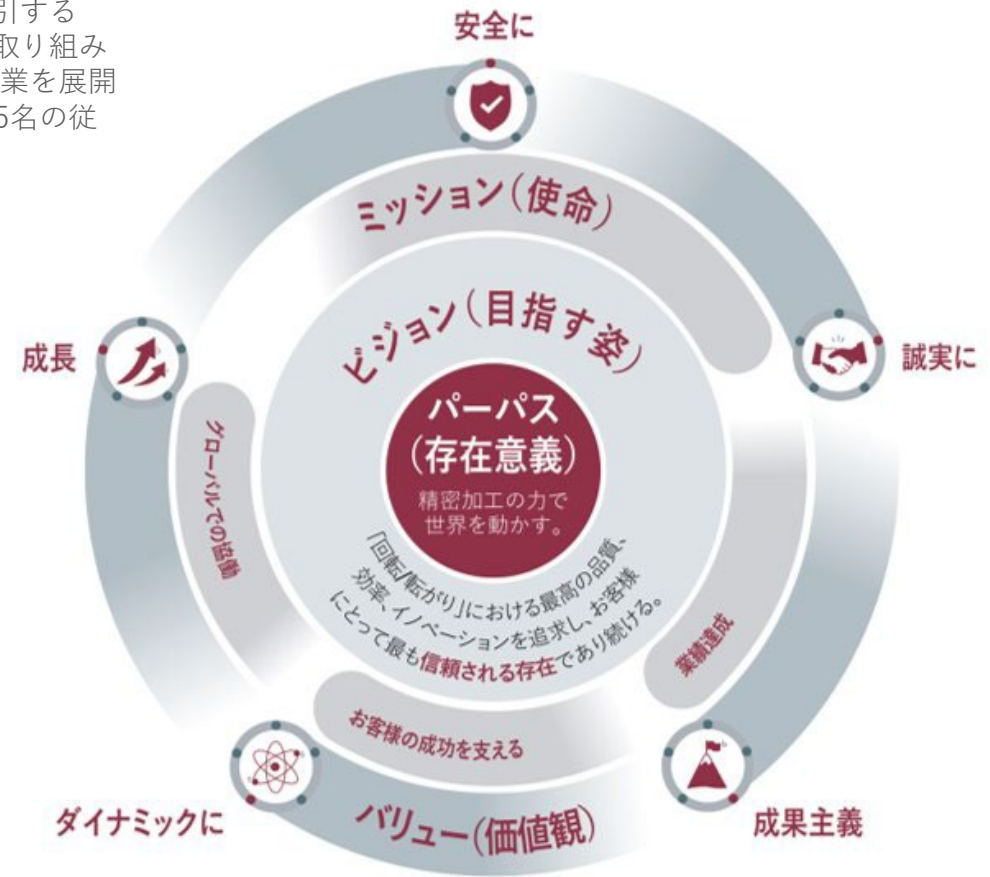 引する
取り組み
業を展開
5名の従
安全に
ミッション(使命)
ビジョン(目指す姿)
成長
誠実に
パーパス
(存在意義)
精密加工の力で
世界を動かす。
グローバルでの協働
「回転/転がり」における最高の品質、
効率、イノベーションを追求し、お客様
にとって最も信頼される存在であり続ける。
業績達成
お客様の成功を支える
ダイナミックに
バリュー(価値観)
成果主義